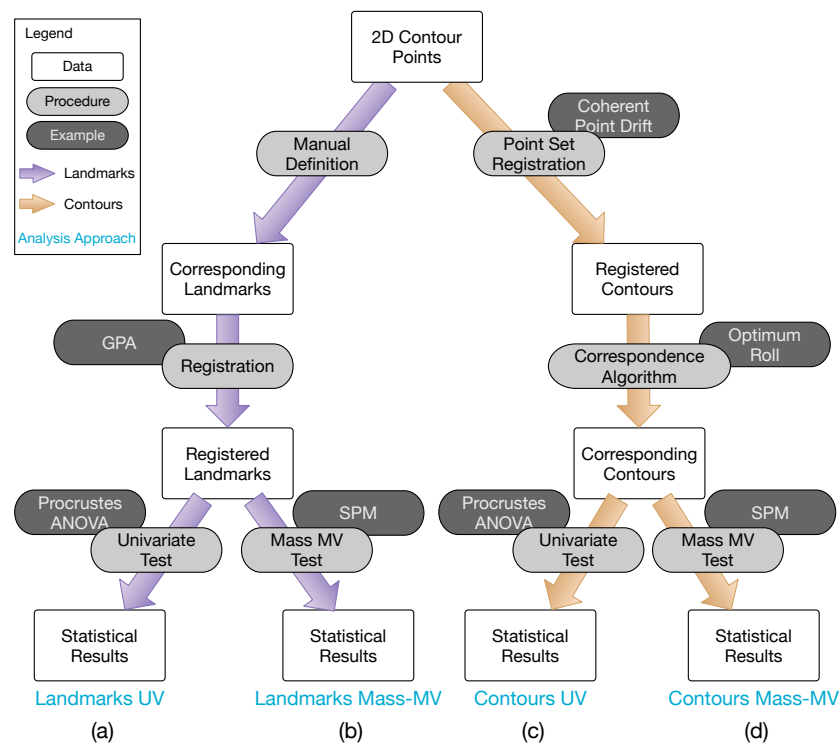 Legend
Data
Procedure
Example
Landmarks
Contours
Analysis Approach
2D Contour
Points
Manual
Definition
Point Set
Registration
Coherent
Point Drift
Corresponding
Landmarks
Registered
Contours
GPA
Registration
Correspondence
Algorithm
Optimum
Roll
Registered
Landmarks
Corresponding
Contours
Procrustes
ANOVA
Univariate
Test
SPM
Mass MV
Test
Procrustes
ANOVA
Univariate
Test
SPM
Mass MV
Test
Statistical
Results
Statistical
Results
Statistical
Results
Statistical
Results
Landmarks UV
Landmarks Mass-MV
Contours UV
Contours Mass-MV
(a)
(b)
(c)
(d)